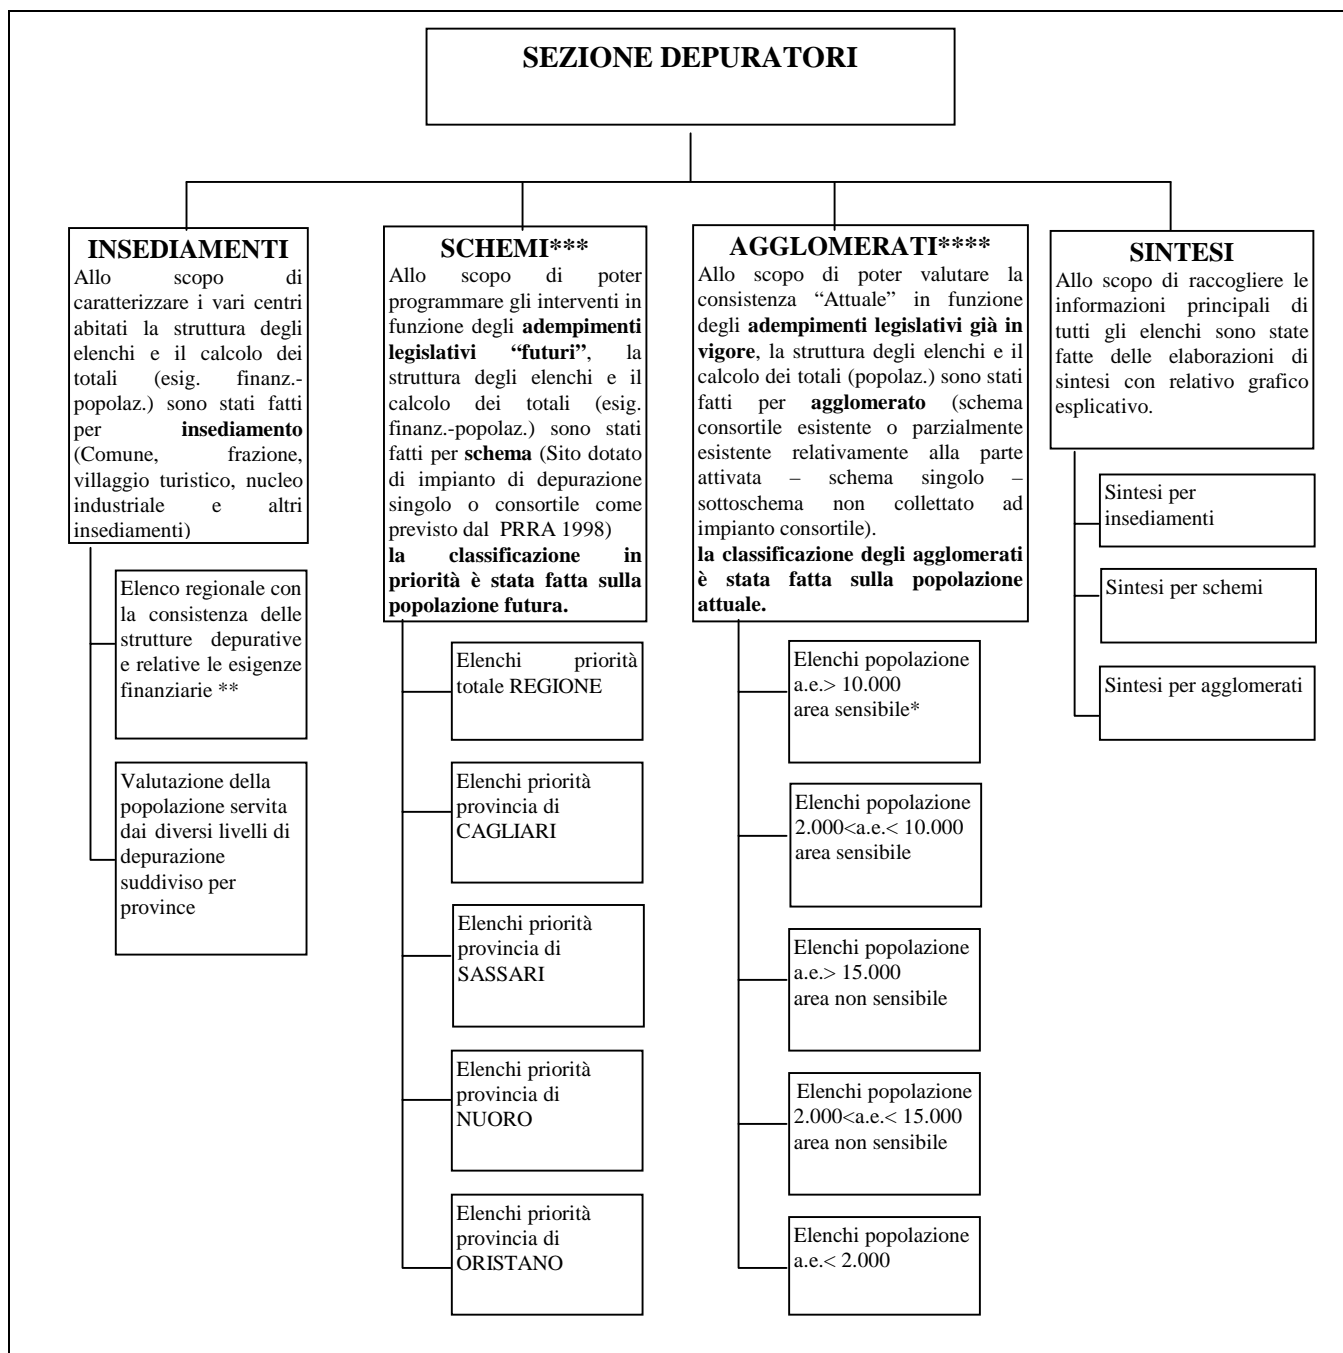 SEZIONE DEPURATORI
INSEDIAMENTI
Allo scopo di
caratterizzare i vari centri
abitati la struttura degli
elenchi e il calcolo dei
totali (esig. finanz.-
popolaz.) sono stati fatti
per insediamento
(Comune, frazione,
villaggio turistico, nucleo
industriale e altri
insediamenti)
Elenco regionale con
la consistenza delle
strutture depurative
e relative le esigenze
finanziarie **
Valutazione della
popolazione servita
dai diversi livelli di
depurazione
suddiviso per
province
SCHEMI***
Allo scopo di poter
programmare gli interventi in
funzione degli adempimenti
legislativi “futuri”, la
struttura degli elenchi e il
calcolo dei totali (esig.
finanz.-popolaz.) sono stati
fatti per schema (Sito dotato
di impianto di depurazione
singolo o consortile come
previsto dal PRRA 1998)
la classificazione in
priorità è stata fatta sulla
popolazione futura.
Elenchi priorità
totale REGIONE
Elenchi priorità
provincia di
CAGLIARI
Elenchi priorità
provincia di
SASSARI
Elenchi priorità
provincia di
NUORO
Elenchi priorità
provincia di
ORISTANO
AGGLOMERATI****
Allo scopo di poter valutare la
consistenza “Attuale” in funzione
degli adempimenti legislativi già in
vigore, la struttura degli elenchi e il
calcolo dei totali (popolaz.) sono stati
fatti per agglomerato (schema
consortile esistente o parzialmente
esistente relativamente alla parte
attivata – schema singolo –
sottoschema non collettato ad
impianto consortile).
la classificazione degli agglomerati
è stata fatta sulla popolazione
attuale.
Elenchi popolazione
a.e.> 10.000
area sensibile*
Elenchi popolazione
2.000<a.e.< 10.000
area sensibile
Elenchi popolazione
a.e.> 15.000
area non sensibile
Elenchi popolazione
2.000<a.e.< 15.000
area non sensibile
Elenchi popolazione
a.e.< 2.000
SINTESI
Allo scopo di raccogliere le
informazioni principali di
tutti gli elenchi sono state
fatte delle elaborazioni di
sintesi con relativo grafico
esplicativo.
Sintesi per
insediamenti
Sintesi per schemi
Sintesi per agglomerati